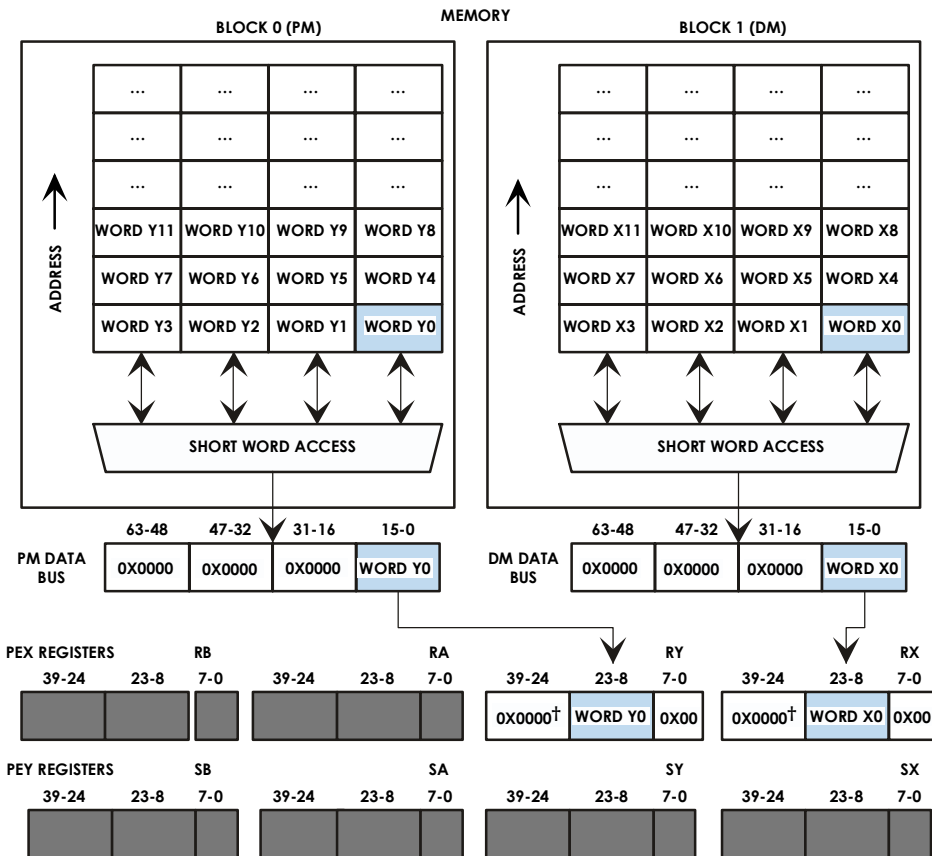 MEMORY
BLOCK 0 (PM) BLOCK 1 (DM)
... ... ... ... ... ... ... ...
... ... ... ... ... ... ... ...
... ... ... ... ... ... ... ...
WORD Y11 WORD Y10 WORD Y9 WORD Y8 WORD X11 WORD X10 WORD X9 WORD X8
WORD Y7 WORD Y6 WORD Y5 WORD Y4 WORD X7 WORD X6 WORD X5 WORD X4
WORD Y3 WORD Y2 WORD Y1 WORD Y0 WORD X3 WORD X2 WORD X1 WORD X0
ADDRESS ADDRESS
SHORT WORD ACCESS SHORT WORD ACCESS
63-48 47-32 31-16 15-0 63-48 47-32 31-16 15-0
PM DATA BUS 0X0000 0X0000 0X0000 WORD Y0 DM DATA BUS 0X0000 0X0000 0X0000 WORD X0
PEX REGISTERS RB RA RY RX
39-24 23-8 7-0 39-24 23-8 7-0 39-24 23-8 7-0 39-24 23-8 7-0
0X0000† WORD Y0 0X00 0X0000† WORD X0 0X00
PEY REGISTERS SB SA SY SX
39-24 23-8 7-0 39-24 23-8 7-0 39-24 23-8 7-0 39-24 23-8 7-0